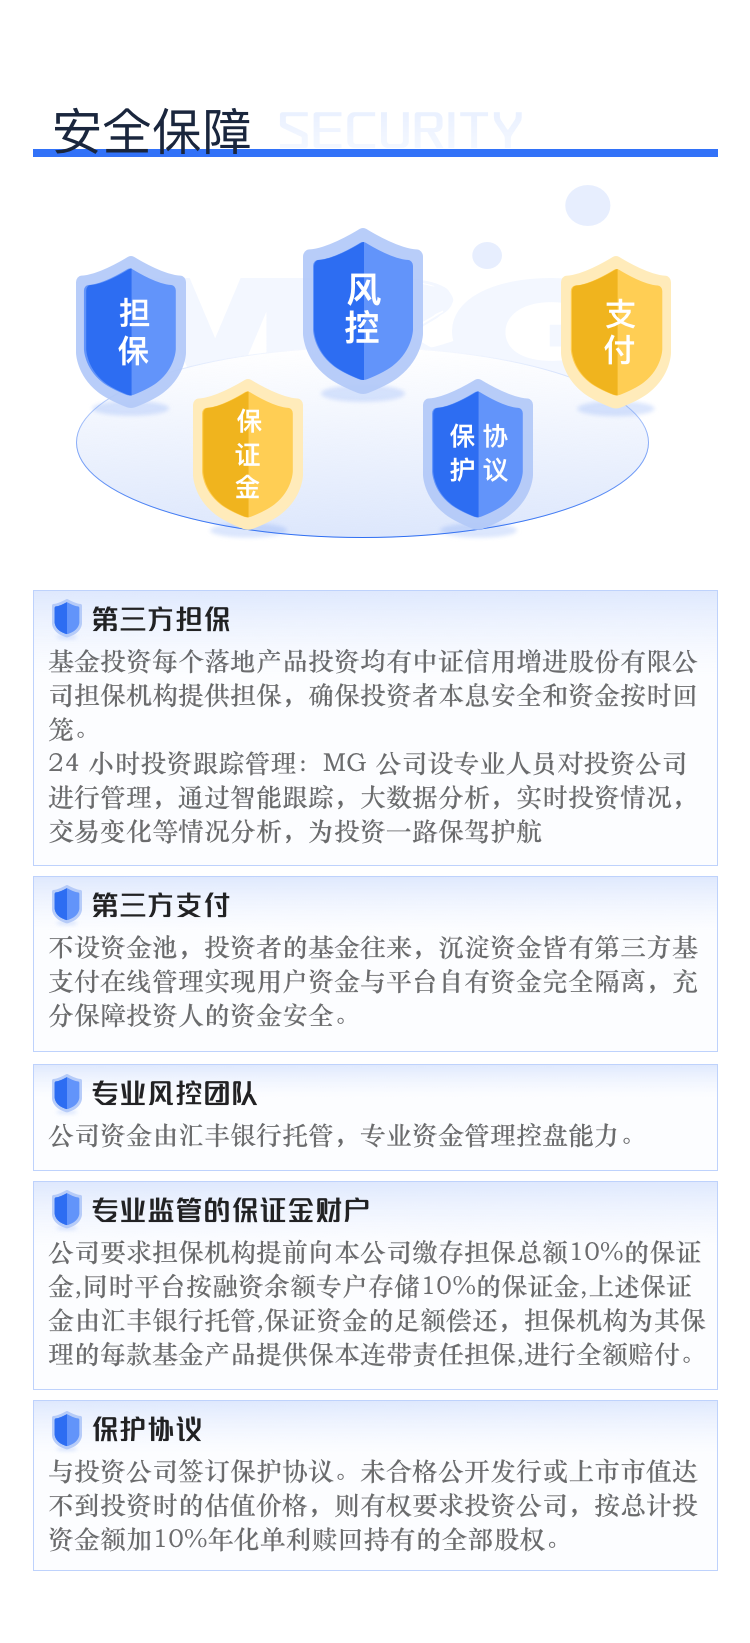 安全保障 SECURITY
担保
风控
支付
保证金
保护 协议
第三方担保
基金投资每个落地产品投资均有中证信用增进股份有限公
司担保机构提供担保，确保投资者本息安全和资金按时回
笼。
24 小时投资跟踪管理：MG 公司设专业人员对投资公司
进行管理，通过智能跟踪，大数据分析，实时投资情况，
交易变化等情况分析，为投资一路保驾护航
第三方支付
不设资金池，投资者的基金往来，沉淀资金皆有第三方基
支付在线管理实现用户资金与平台自有资金完全隔离，充
分保障投资人的资金安全。
专业风控团队
公司资金由汇丰银行托管，专业资金管理控盘能力。
专业监管的保证金财户
公司要求担保机构提前向本公司缴存担保总额10%的保证
金,同时平台按融资余额专户存储10%的保证金,上述保证
金由汇丰银行托管,保证资金的足额偿还，担保机构为其保
理的每款基金产品提供保本连带责任担保,进行全额赔付。
保护协议
与投资公司签订保护协议。未合格公开发行或上市市值达
不到投资时的估值价格，则有权要求投资公司，按总计投
资金额加10%年化单利赎回持有的全部股权。